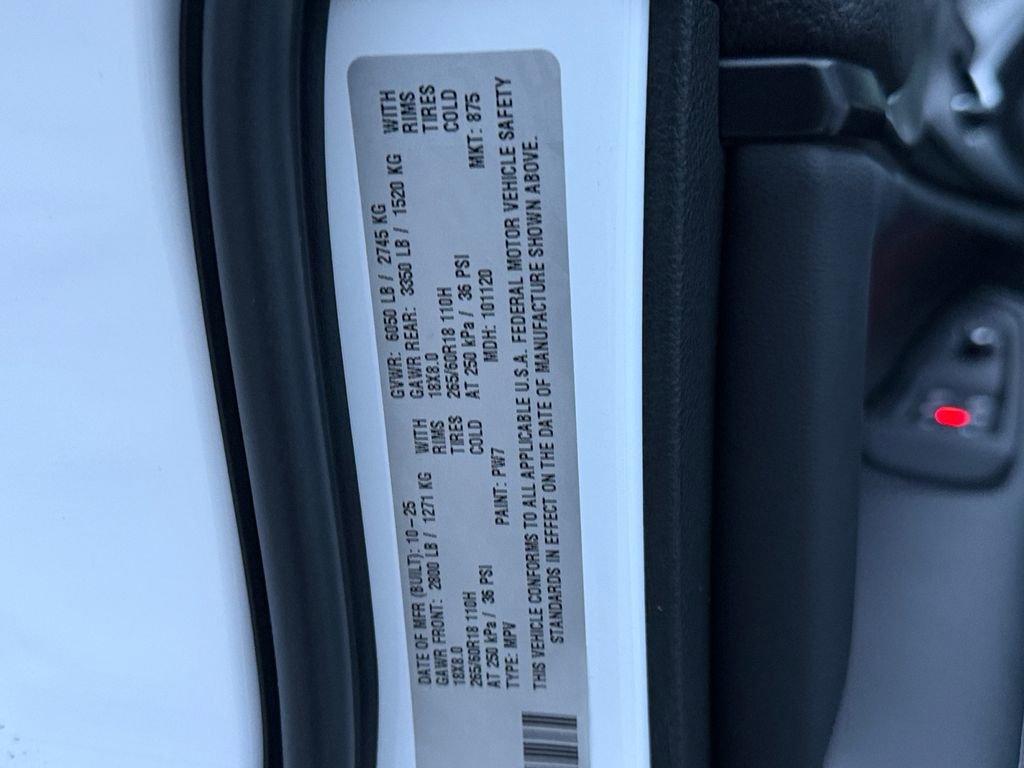 DATE OF MFR (BUILT): 10-25 GVWR: 6050 LB / 2745 KG
GAWR FRONT: 2800 LB / 1271 KG WITH GAWR REAR: 3350 LB / 1520 KG WITH
18X8.0 RIMS 18X8.0 RIMS
265/60R18 110H TIRES 265/60R18 110H TIRES
AT 250 kPa / 36 PSI COLD AT 250 kPa / 36 PSI COLD
TYPE: MPV PAINT: PW7 MDH: 101120 MKT: 875
THIS VEHICLE CONFORMS TO ALL APPLICABLE U.S.A. FEDERAL MOTOR VEHICLE SAFETY
STANDARDS IN EFFECT ON THE DATE OF MANUFACTURE SHOWN ABOVE.